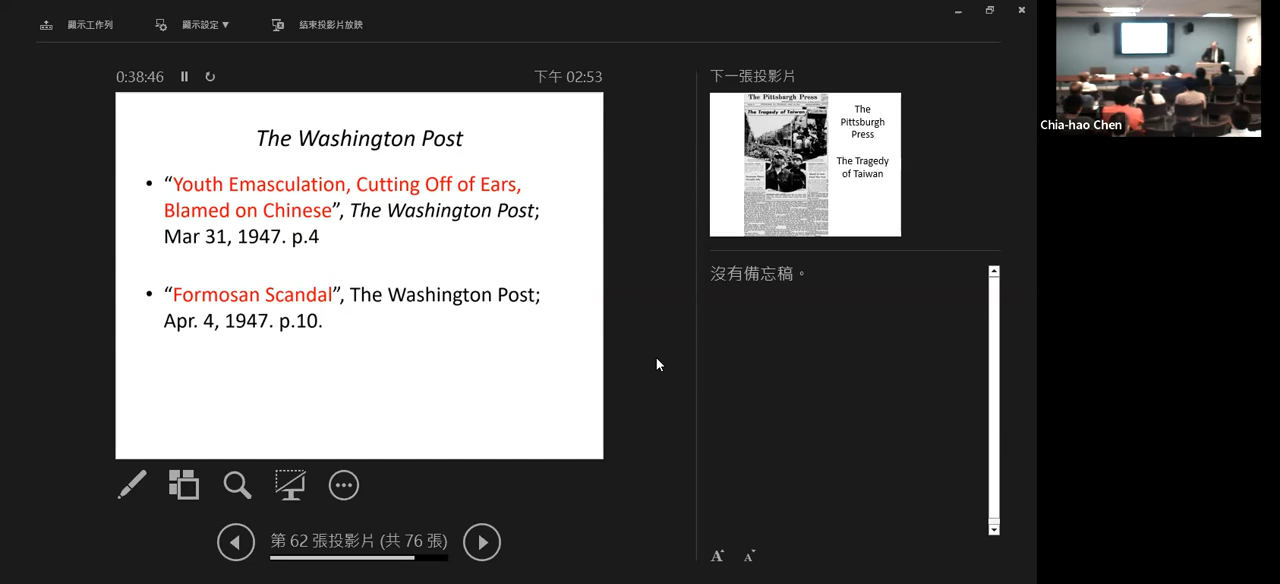 顯示工作列
顯示設定 ▼
結束投影片放映
0:38:46
下午 02:53
The Washington Post
• “Youth Emasculation, Cutting Off of Ears,
Blamed on Chinese”, The Washington Post;
Mar 31, 1947. p.4
• “Formosan Scandal”, The Washington Post;
Apr. 4, 1947. p.10.
第 62 張投影片 (共 76 張)
下一張投影片
The Pittsburgh Press
The Tragedy of Taiwan
The
Pittsburgh
Press
The Tragedy
of Taiwan
沒有備忘稿。
A A
Chia-hao Chen